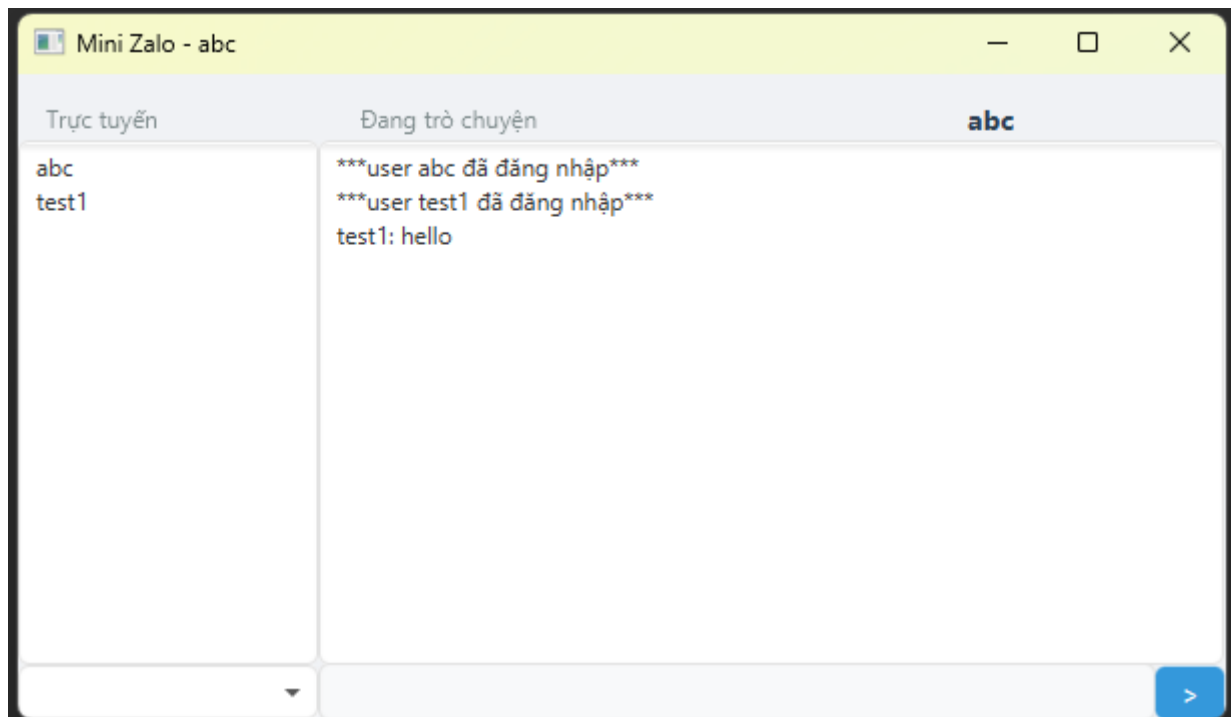 Mini Zalo - abc
Trực tuyến
Đang trò chuyện
abc
abc
test1
***user abc đã đăng nhập***
***user test1 đã đăng nhập***
test1: hello
>